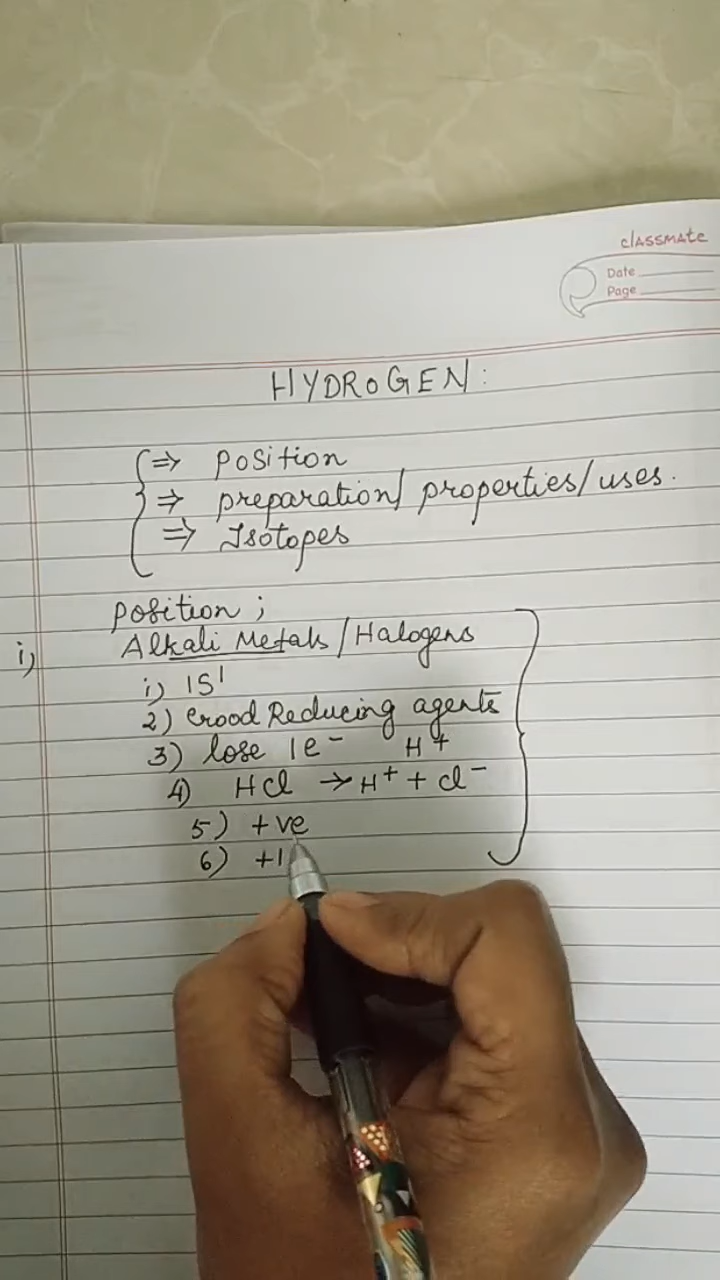 classmate
Date
Page
HYDROGEN :
⇒ position
⇒ preparation/ properties/uses.
⇒ Isotopes
position ;
i) Alkali Metals / Halogens
i) 1S¹
2) Good Reducing agents
3) lose 1e⁻ H⁺
4) HCl → H⁺ + Cl⁻
5) +ve
6) +1